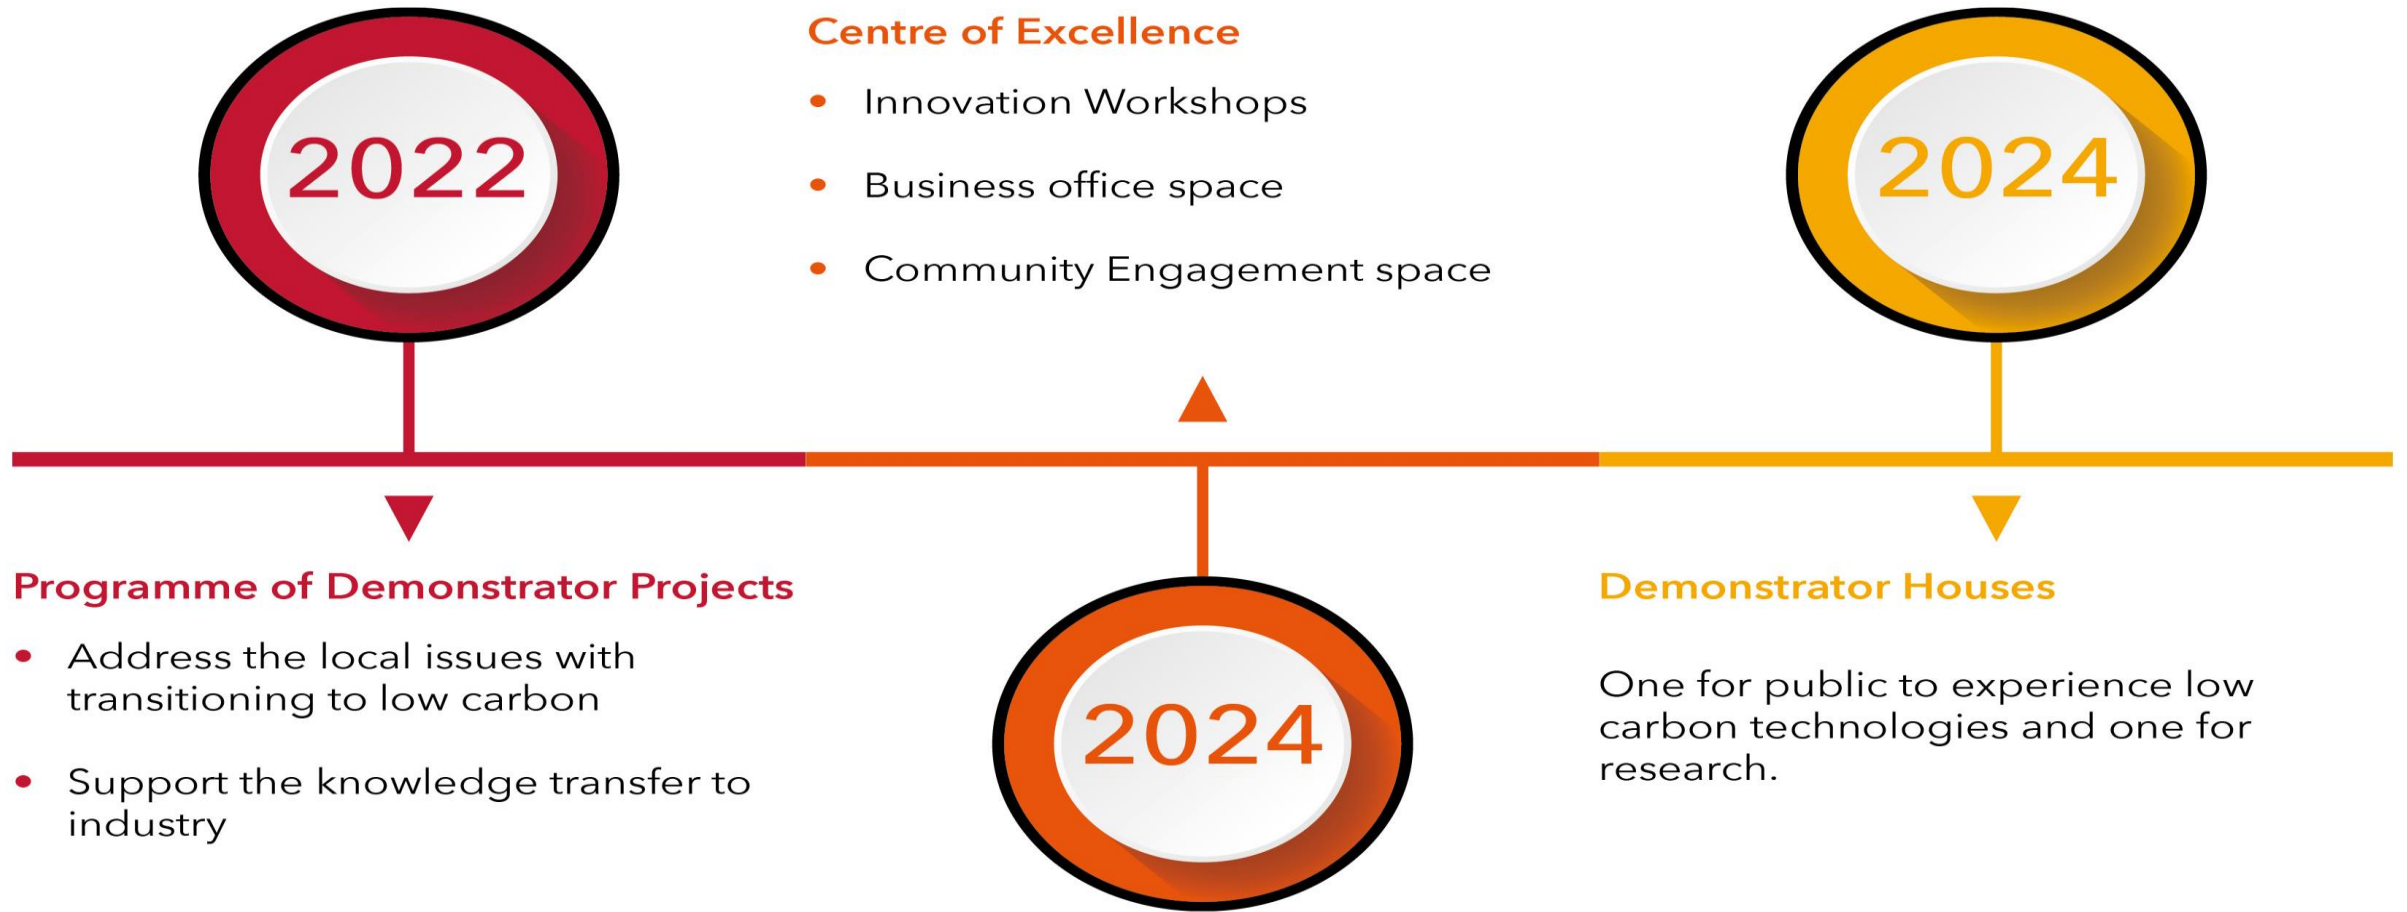 2022
Programme of Demonstrator Projects
• Address the local issues with
transitioning to low carbon
• Support the knowledge transfer to
industry
Centre of Excellence
• Innovation Workshops
• Business office space
• Community Engagement space
2024
2024
Demonstrator Houses
One for public to experience low
carbon technologies and one for
research.